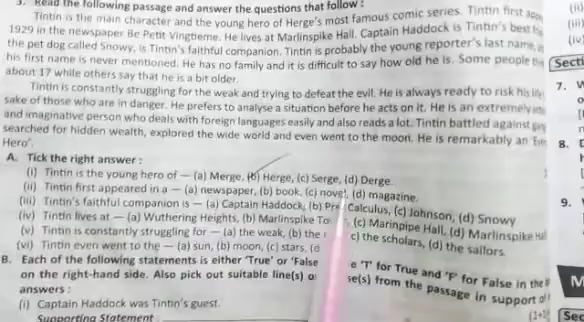 3. Read the following passage and answer the questions that follow :
Tintin is the main character and the young hero of Herge's most famous comic series. Tintin first
1929 in the newspaper Be Petit Vingtieme. He lives at Marlinspike Hall. Captain Haddock is Tintin's best
the pet dog called Snowy, is Tintin's faithful companion. Tintin is probably the young reporter's last name,
his first name is never mentioned. He has no family and it is difficult to say how old he is. Some people
about 17 while others say that he is a bit older.
Tintin is constantly struggling for the weak and trying to defeat the evil. He is always ready to risk his
sake of those who are in danger. He prefers to analyse a situation before he acts on it. He is an extremely
and imaginative person who deals with foreign languages easily and also reads a lot. Tintin battled against
searched for hidden wealth, explored the wide world and even went to the moon. He is remarkably an
Hero'.
A. Tick the right answer :
(i) Tintin is the young hero of — (a) Merge, (b) Herge, (c) Serge, (d) Derge.
(ii) Tintin first appeared in a — (a) newspaper, (b) book, (c) novel, (d) magazine.
(iii) Tintin's faithful companion is — (a) Captain Haddock, (b) Calculus, (c) Johnson, (d) Snowy
(iv) Tintin lives at — (a) Wuthering Heights, (b) Marlinspike (c) Marinpipe Hall, (d) Marlinspike
(v) Tintin is constantly struggling for — (a) the weak, (b) the c) the scholars, (d) the sailors.
(vi) Tintin even went to the — (a) sun, (b) moon, (c) stars,
B. Each of the following statements is either 'True' or 'False 'T' for True and 'F' for False in the
on the right-hand side. Also pick out suitable line(s) from the passage in support of
answers :
(i) Captain Haddock was Tintin's guest.
Supporting Statement
(ii)
(iii)
(iv)
Secti
7.
8.
9.
M
Sec